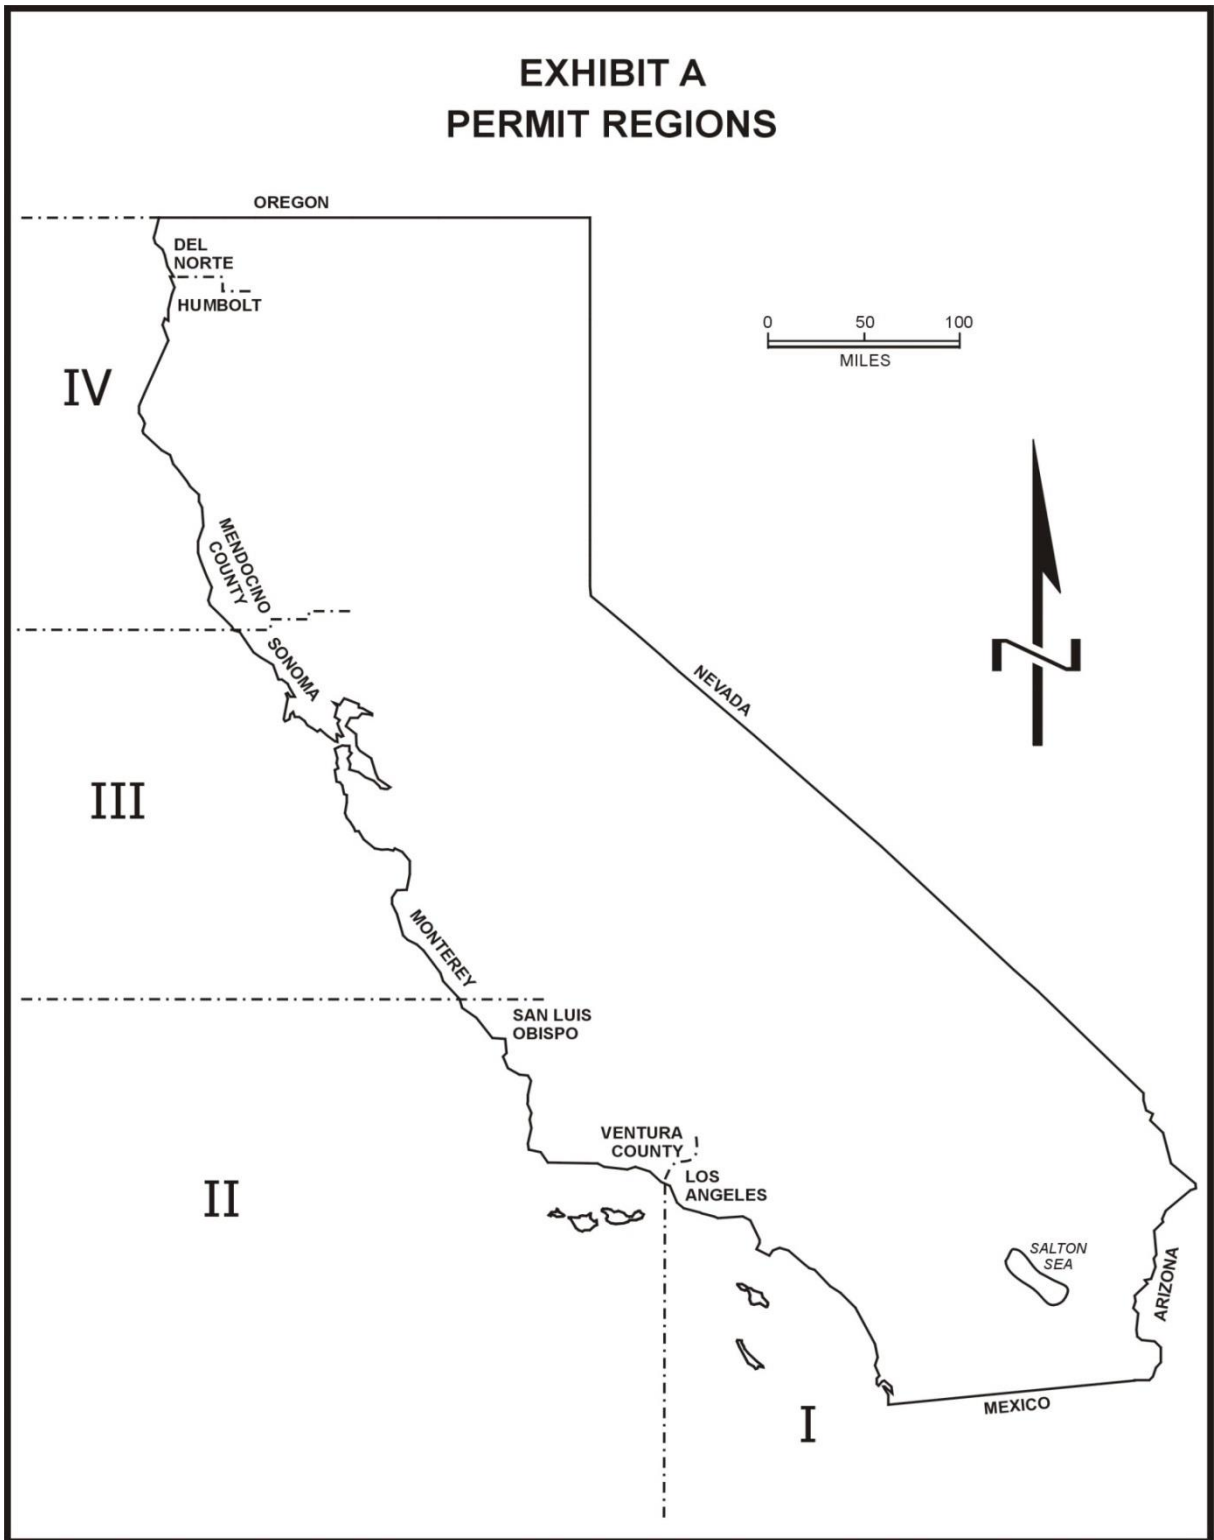 EXHIBIT A
PERMIT REGIONS
OREGON
DEL
NORTE
HUMBOLT
0 50 100
MILES
IV
MENDOCINO
COUNTY
SONOMA
N
NEVADA
III
MONTEREY
SAN LUIS
OBISPO
VENTURA
COUNTY
LOS
ANGELES
II
SALTON
SEA
ARIZONA
MEXICO
I